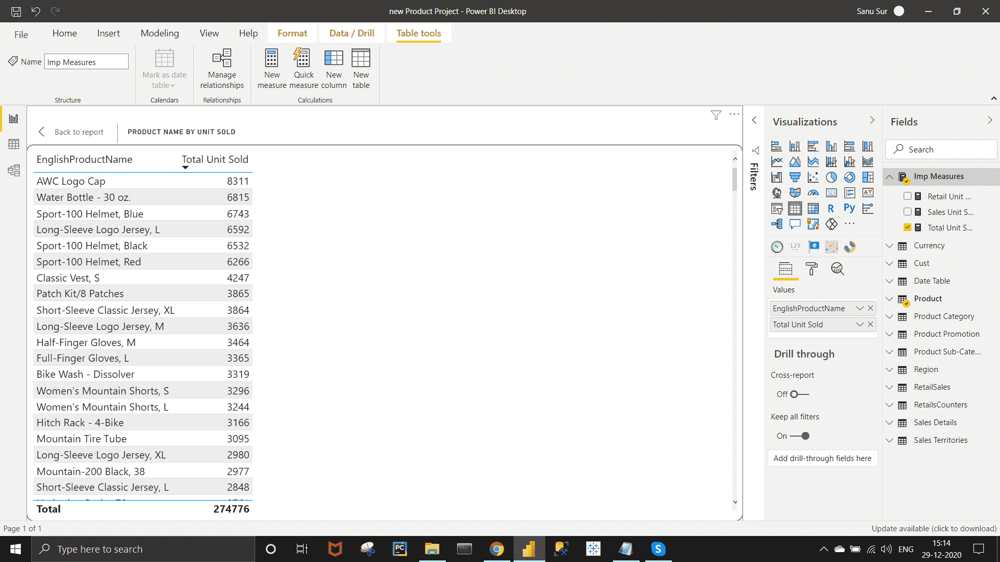 new Product Project - Power BI Desktop
Sanu Sur
File Home Insert Modeling View Help Format Data / Drill Table tools
Name Imp Measures
Mark as date table
Manage relationships
New measure
Quick measure
New column
New table
Structure Calendars Relationships Calculations
Back to report PRODUCT NAME BY UNIT SOLD
EnglishProductName Total Unit Sold
AWC Logo Cap 8311
Water Bottle - 30 oz. 6815
Sport-100 Helmet, Blue 6743
Long-Sleeve Logo Jersey, L 6592
Sport-100 Helmet, Black 6532
Sport-100 Helmet, Red 6266
Classic Vest, S 4247
Patch Kit/8 Patches 3865
Short-Sleeve Classic Jersey, XL 3864
Long-Sleeve Logo Jersey, M 3636
Half-Finger Gloves, M 3464
Full-Finger Gloves, L 3365
Bike Wash - Dissolver 3319
Women's Mountain Shorts, S 3296
Women's Mountain Shorts, L 3244
Hitch Rack - 4-Bike 3166
Mountain Tire Tube 3095
Long-Sleeve Logo Jersey, XL 2980
Mountain-200 Black, 38 2977
Short-Sleeve Classic Jersey, L 2848
Total 274776
Filters
Visualizations
123
R Py
123
Values
EnglishProductName
Total Unit Sold
Drill through
Cross-report
Off
Keep all filters
On
Add drill-through fields here
Fields
Search
Imp Measures
Retail Unit ...
Sales Unit S...
Total Unit S...
Currency
Cust
Date Table
Product
Product Category
Product Promotion
Product Sub-Cate...
Region
RetailSales
RetailsCounters
Sales Details
Sales Territories
Page 1 of 1
Update available (click to download)
Type here to search
PC
S
ENG
15:14
29-12-2020